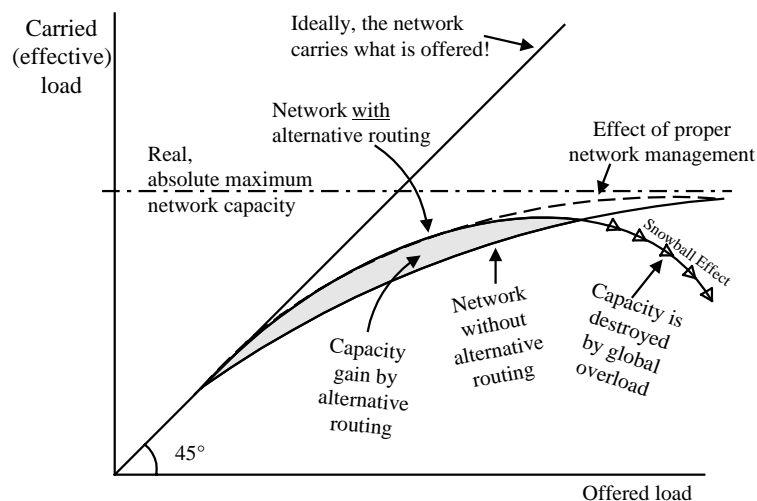 Carried
(effective)
load
Ideally, the network
carries what is offered!
Network with
alternative routing
Effect of proper
network management
Real,
absolute maximum
network capacity
Snowball Effect
Capacity is
destroyed
by global
overload
Network
without
alternative
routing
Capacity
gain by
alternative
routing
45°
Offered load